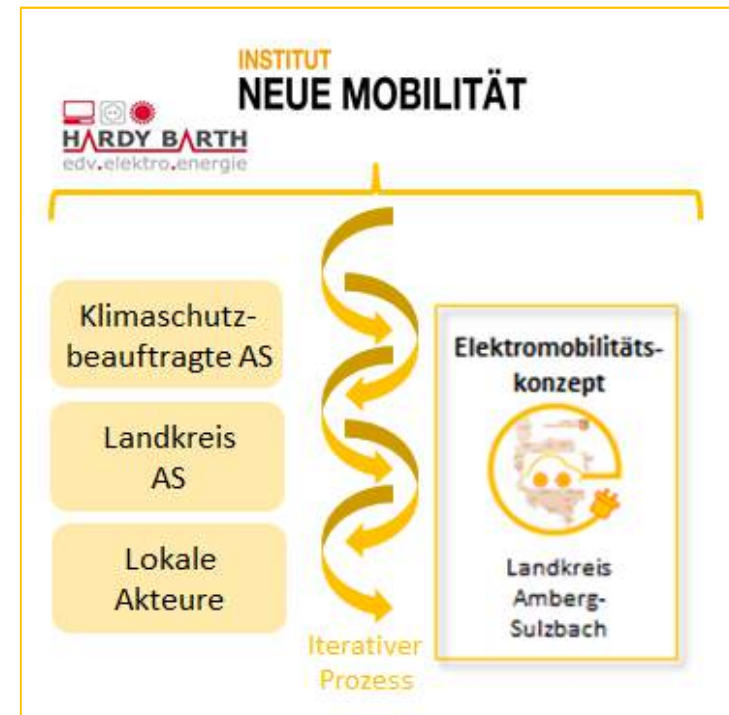 INSTITUT
NEUE MOBILITÄT
HARDY BARTH
edv.elektro.energie
Klimaschutz-
beauftragte AS
Landkreis
AS
Lokale
Akteure
Iterativer
Prozess
Elektromobilitäts-
konzept
Landkreis
Amberg-
Sulzbach